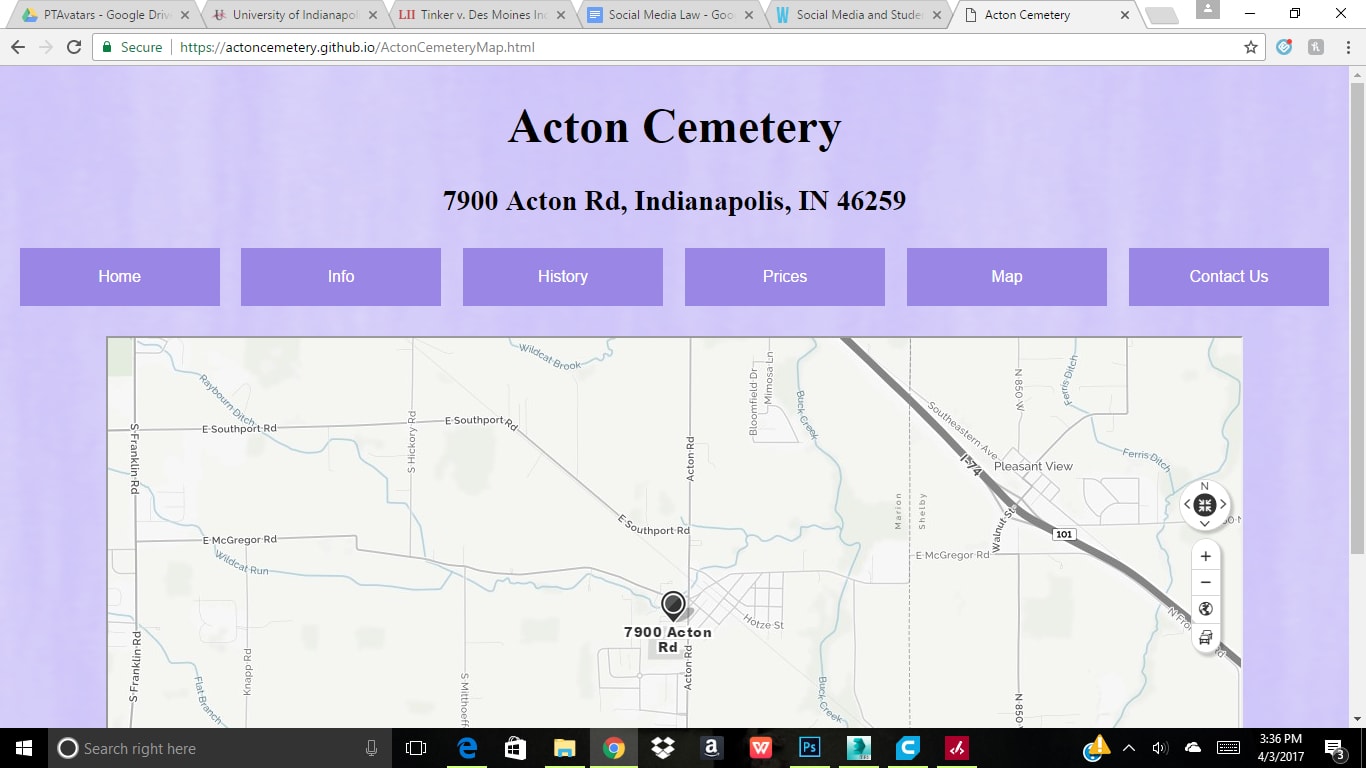 PTAvatars - Google Drive
University of Indianapol
LII Tinker v. Des Moines Ind
Social Media Law - Goo
W Social Media and Stude
Acton Cemetery
Secure
https://actoncemetery.github.io/ActonCemeteryMap.html
Acton Cemetery
7900 Acton Rd, Indianapolis, IN 46259
Home
Info
History
Prices
Map
Contact Us
Wildcat Brook
Raybourn Ditch
E Southport Rd
E Southport Rd
S Franklin Rd
S Hickory Rd
Acton Rd
Bloomfield Dr
Mimosa Ln
Buck Creek
N 850 W
Ferris Ditch
Southeastern Ave
I-74
Pleasant View
Ferris Ditch
N
Marion
Shelby
E Southport Rd
E McGregor Rd
Wildcat Run
Walnut St
101
E McGregor Rd
7900 Acton
Rd
Hotze St
S Franklin Rd
Knapp Rd
Acton Rd
Flat Branch
Buck Creek
N 850 W
Search right here
Ps
3:36 PM
4/3/2017
3